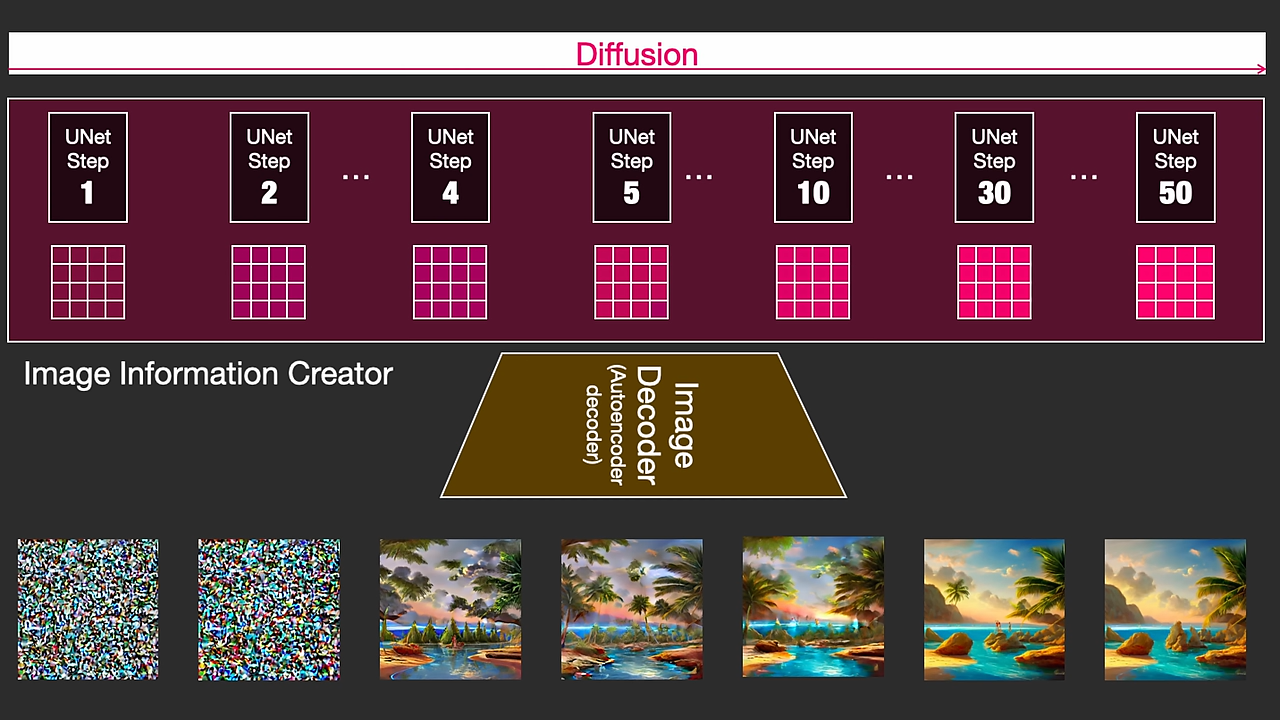 Diffusion
UNet
Step
1
UNet
Step
2
...
UNet
Step
4
UNet
Step
5
...
UNet
Step
10
...
UNet
Step
30
...
UNet
Step
50
Image Information Creator
Image
Decoder
(Autoencoder
decoder)